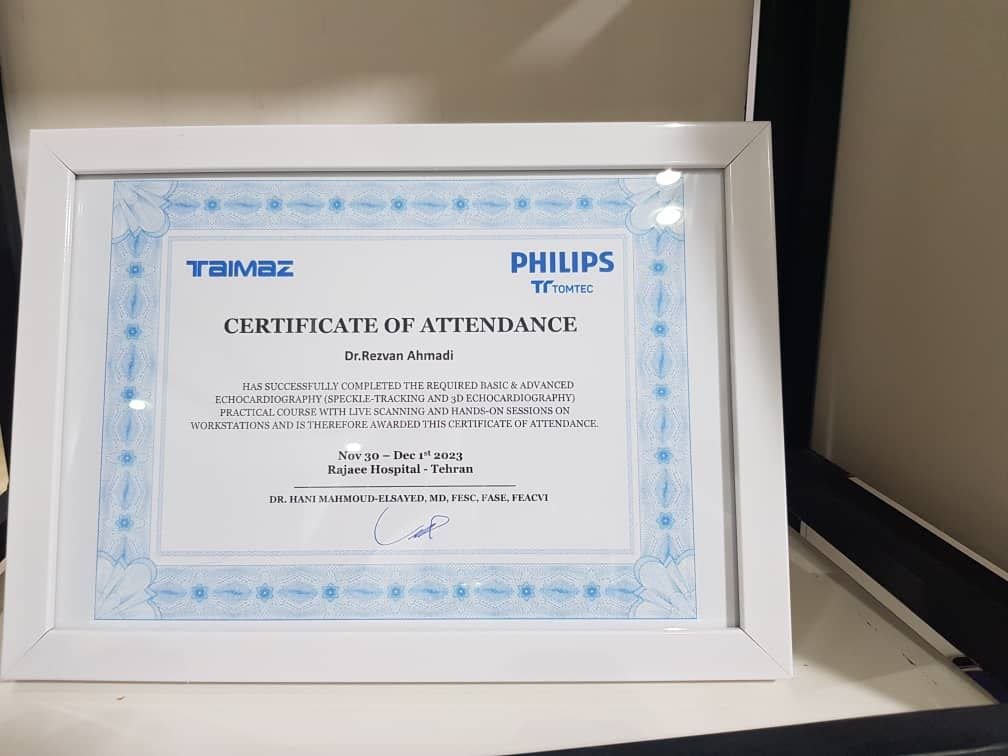 TAIMAZ
PHILIPS
TOMTEC
CERTIFICATE OF ATTENDANCE
Dr.Rezvan Ahmadi
HAS SUCCESSFULLY COMPLETED THE REQUIRED BASIC & ADVANCED
ECHOCARDIOGRAPHY (SPECKLE-TRACKING AND 3D ECHOCARDIOGRAPHY)
PRACTICAL COURSE WITH LIVE SCANNING AND HANDS-ON SESSIONS ON
WORKSTATIONS AND IS THEREFORE AWARDED THIS CERTIFICATE OF ATTENDANCE.
Nov 30 – Dec 1st 2023
Rajaee Hospital - Tehran
DR. HANI MAHMOUD-ELSAYED, MD, FESC, FASE, FEACVI